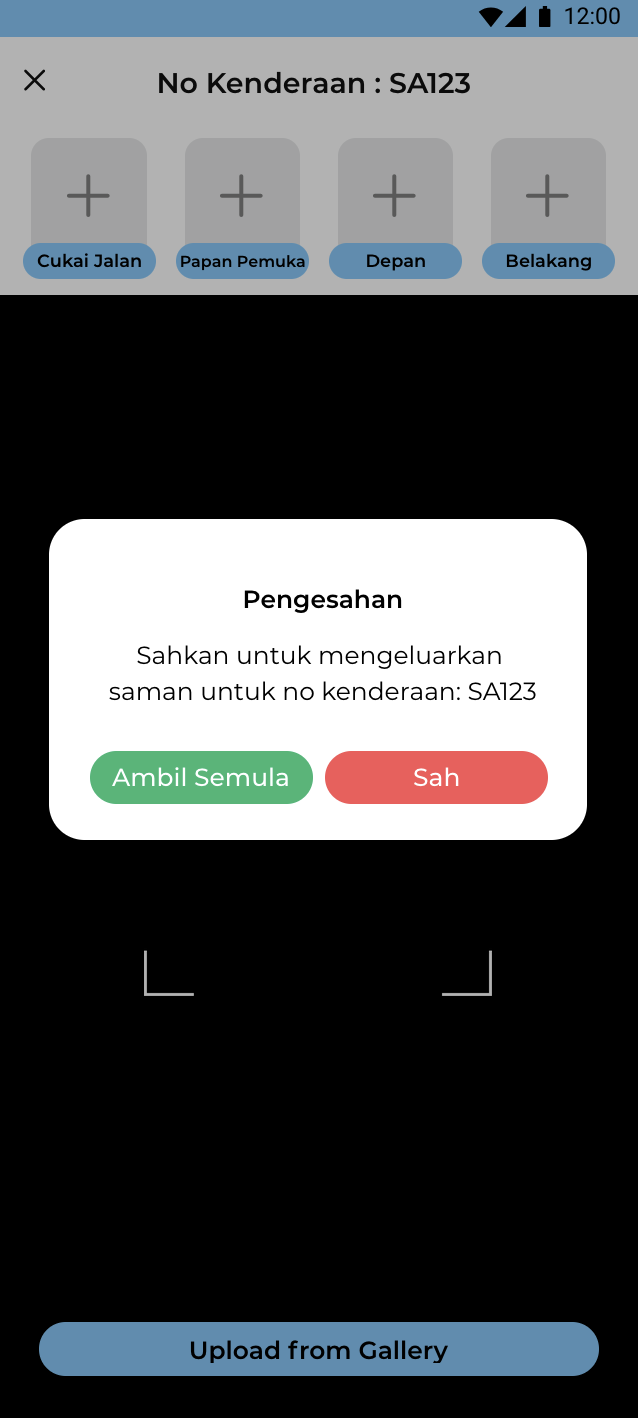 12:00
No Kenderaan : SA123
Cukai Jalan
Papan Pemuka
Depan
Belakang
Pengesahan
Sahkan untuk mengeluarkan
saman untuk no kenderaan: SA123
Ambil Semula
Sah
Upload from Gallery